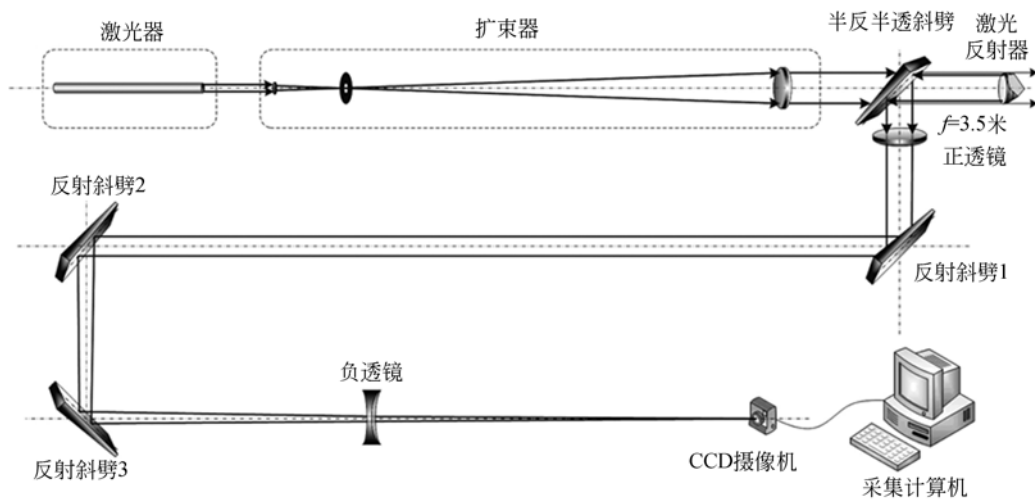 激光器
扩束器
半反半透斜劈
激光
反射器
f=3.5米
正透镜
反射斜劈2
反射斜劈1
负透镜
反射斜劈3
CCD摄像机
采集计算机